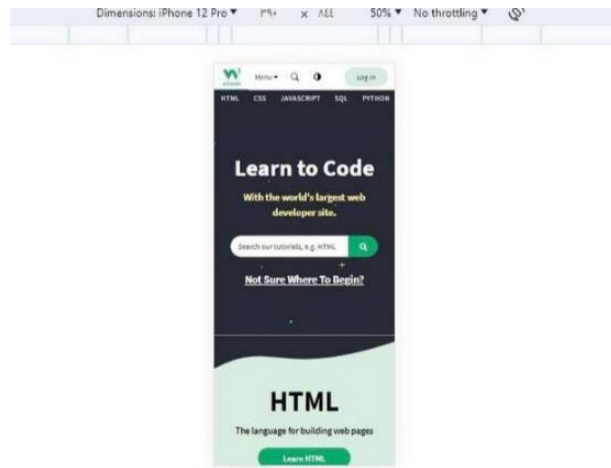 Dimensions: iPhone 12 Pro ▼ ٣٩٠ x ٨٤٤ 50% ▼ No throttling ▼
Menu ▼ Log in
HTML CSS JAVASCRIPT SQL PYTHON
Learn to Code
With the world's largest web
developer site.
Search our tutorials, e.g. HTML
Not Sure Where To Begin?
HTML
The language for building web pages
Learn HTML